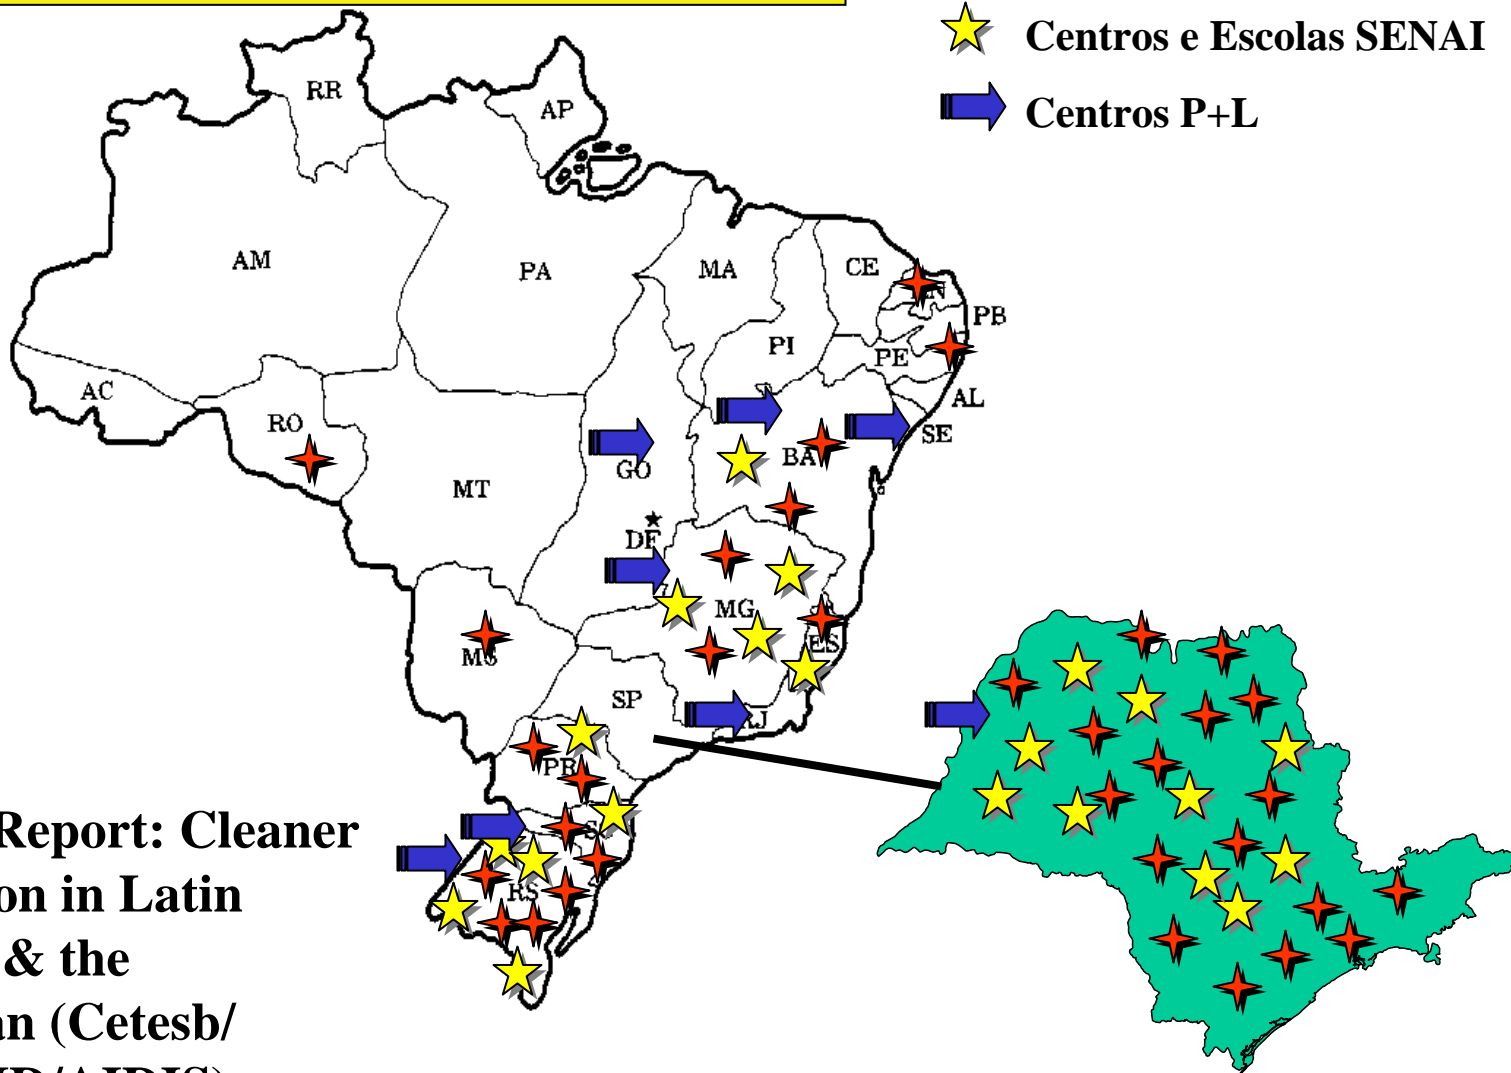 Centros e Escolas SENAI
Centros P+L
RR
AP
AM
PA
MA
CE
PB
PI
PE
AC
AL
RO
SE
BA
GO
MT
DF
MG
ES
MS
SP
PR
RS
Report: Cleaner
on in Latin
& the
an (Cetesb/